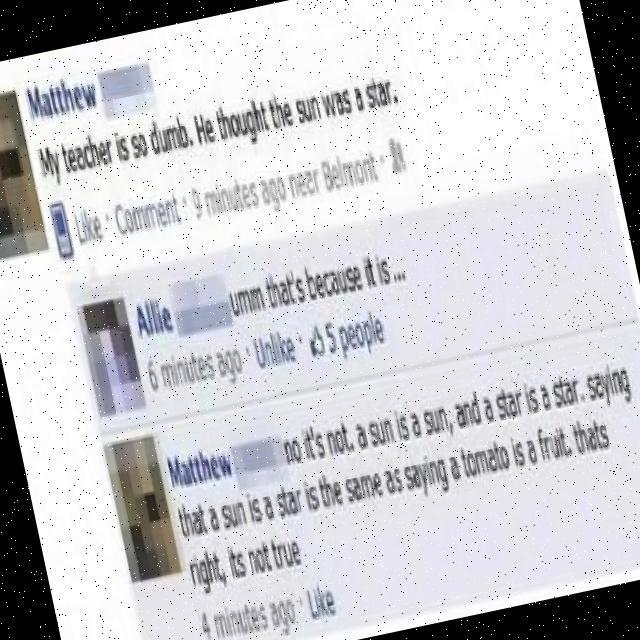 Matthew
My teacher is so dumb. He thought the sun was a star.
Like · Comment · 9 minutes ago near Belmont ·
Allie umm that's because it is ...
6 minutes ago · Unlike · 5 people
Matthew no it's not. a sun is a sun, and a star is a star. saying
that a sun is a star is the same as saying a tomato is a fruit. thats
right, its not true
4 minutes ago · Like